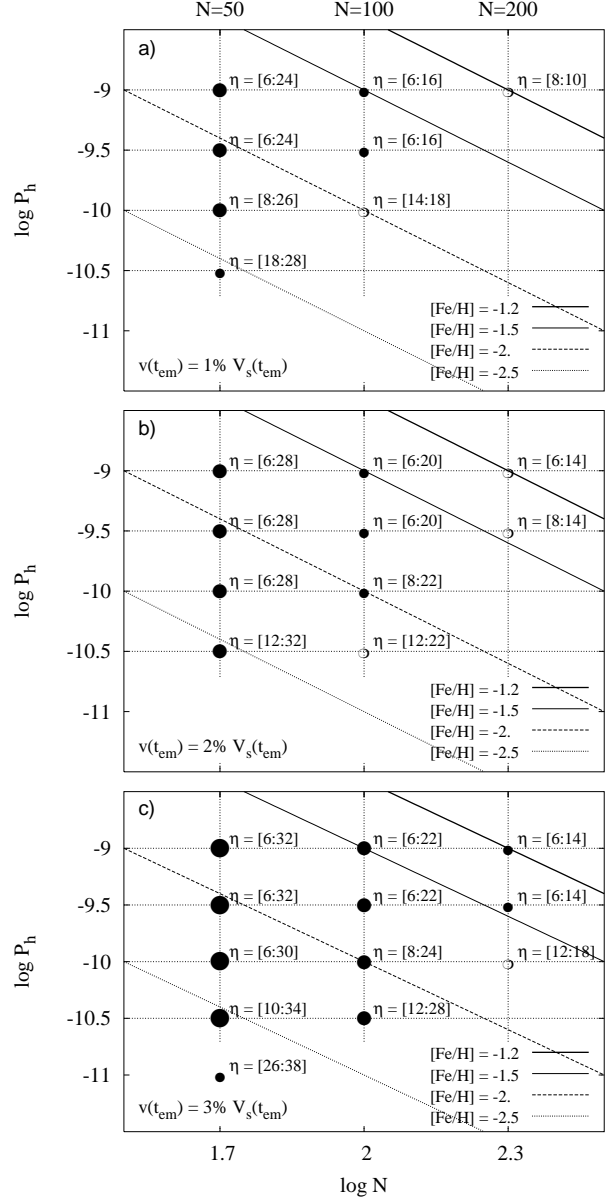 N=50 N=100 N=200
a)
-9 η = [6:24] η = [6:16] η = [8:10]
-9.5 η = [6:24] η = [6:16]
log P_h
-10 η = [8:26] η = [14:18]
-10.5 η = [18:28]
[Fe/H] = -1.2
-11 [Fe/H] = -1.5
[Fe/H] = -2.
v(t_em) = 1% V_s(t_em) [Fe/H] = -2.5
b)
-9 η = [6:28] η = [6:20] η = [6:14]
-9.5 η = [6:28] η = [6:20] η = [8:14]
log P_h
-10 η = [6:28] η = [8:22]
-10.5 η = [12:32] η = [12:22]
[Fe/H] = -1.2
-11 [Fe/H] = -1.5
[Fe/H] = -2.
v(t_em) = 2% V_s(t_em) [Fe/H] = -2.5
c)
-9 η = [6:32] η = [6:22] η = [6:14]
-9.5 η = [6:32] η = [6:22] η = [6:14]
log P_h
-10 η = [6:30] η = [8:24] η = [12:18]
-10.5 η = [10:34] η = [12:28]
[Fe/H] = -1.2
-11 η = [26:38] [Fe/H] = -1.5
[Fe/H] = -2.
v(t_em) = 3% V_s(t_em) [Fe/H] = -2.5
1.7 2 2.3
log N